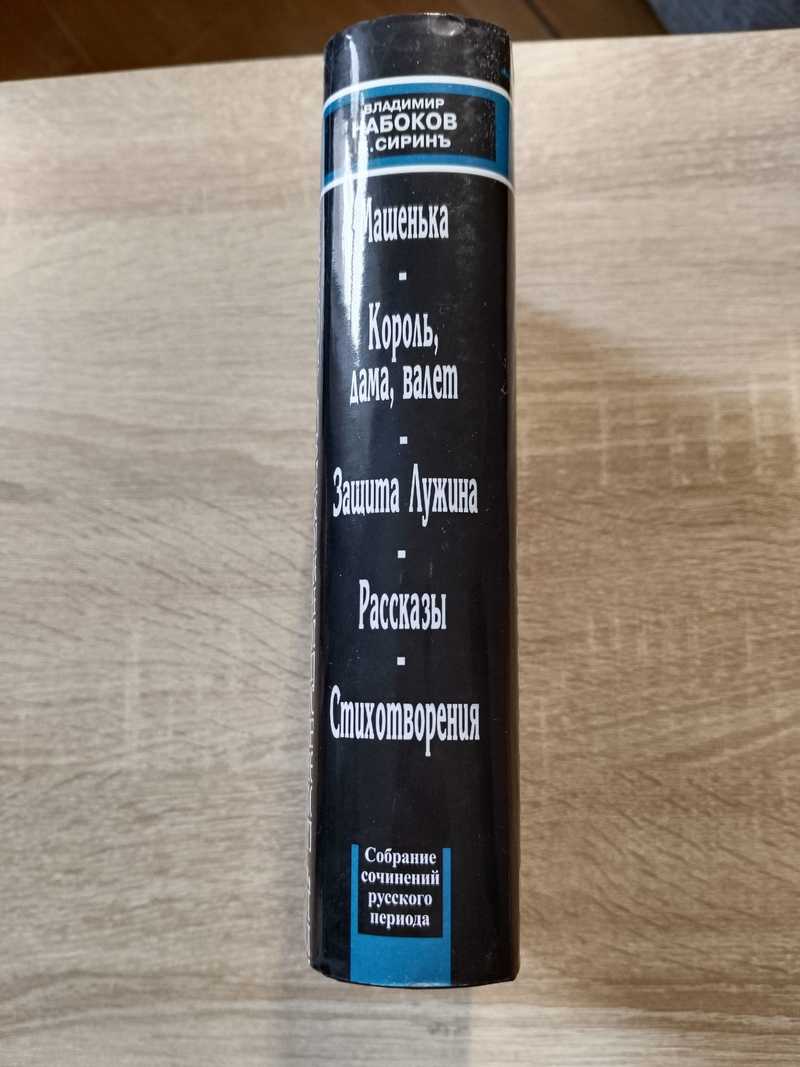 ВЛАДИМИР
НАБОКОВ
. СИРИНЪ
Машенька
Король,
дама, валет
Защита Лужина
Рассказы
Стихотворения
Собрание
сочинений
русского
периода